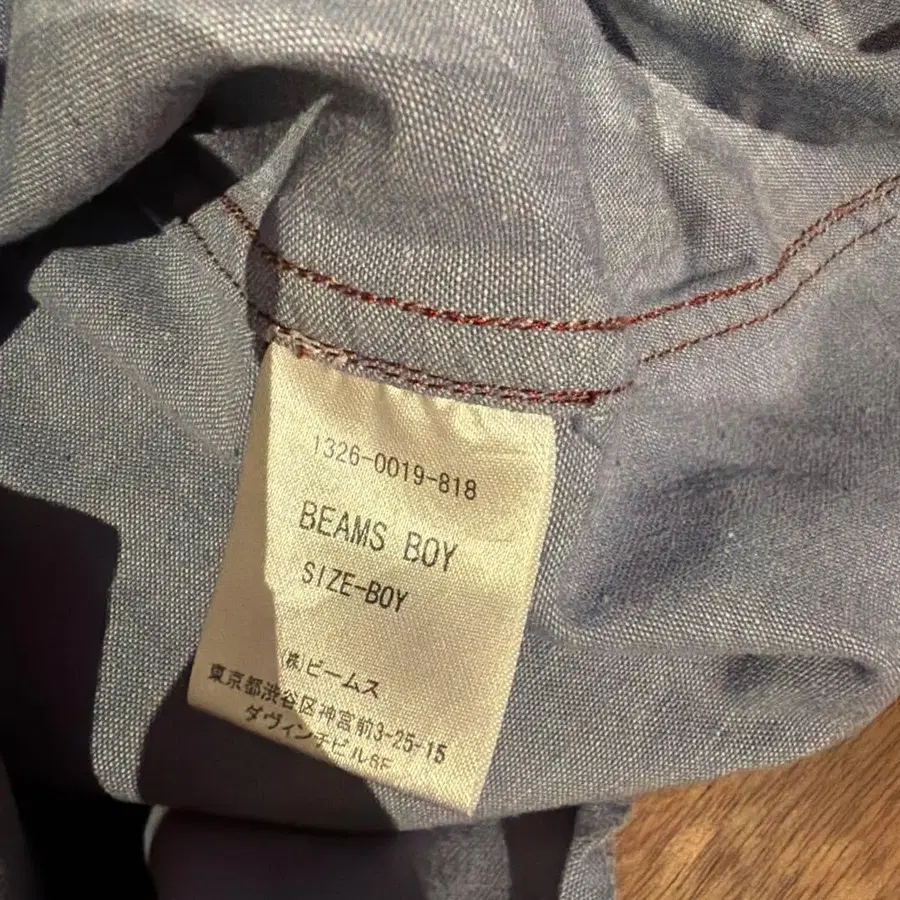 1326-0019-818
BEAMS BOY
SIZE-BOY
(株)ビームス
東京都渋谷区神宮前3-25-15
ダヴィンチビル6F